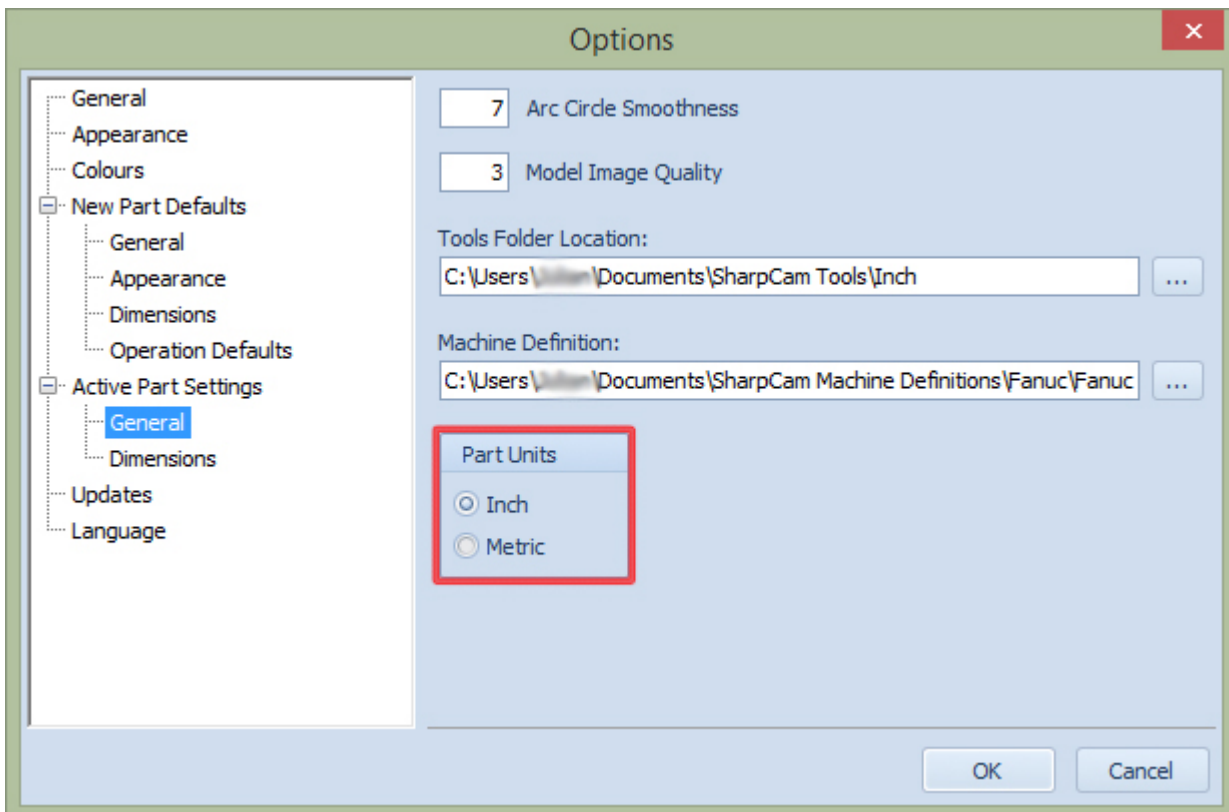 Options
General
Appearance
Colours
New Part Defaults
General
Appearance
Dimensions
Operation Defaults
Active Part Settings
General
Dimensions
Updates
Language
7 Arc Circle Smoothness
3 Model Image Quality
Tools Folder Location:
C:\Users\ \Documents\SharpCam Tools\Inch ...
Machine Definition:
C:\Users\ \Documents\SharpCam Machine Definitions\Fanuc\Fanuc ...
Part Units
Inch
Metric
OK Cancel